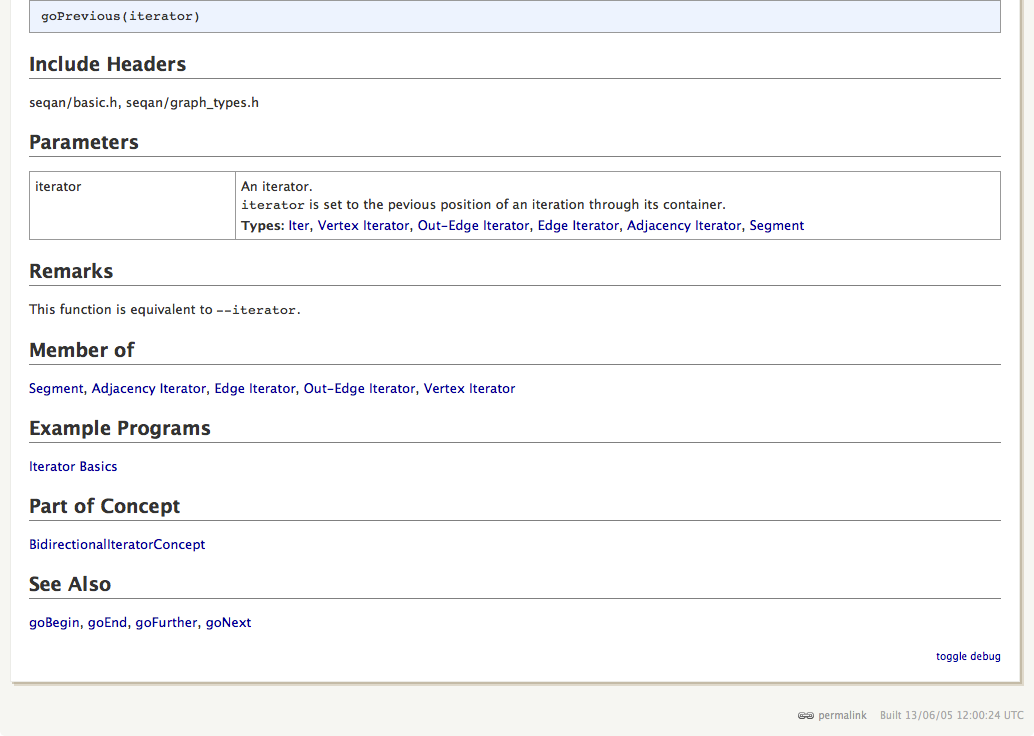 goPrevious(iterator)
Include Headers
seqan/basic.h, seqan/graph_types.h
Parameters
iterator
An iterator.
iterator is set to the pevious position of an iteration through its container.
Types: Iter, Vertex Iterator, Out-Edge Iterator, Edge Iterator, Adjacency Iterator, Segment
Remarks
This function is equivalent to --iterator.
Member of
Segment, Adjacency Iterator, Edge Iterator, Out-Edge Iterator, Vertex Iterator
Example Programs
Iterator Basics
Part of Concept
BidirectionalIteratorConcept
See Also
goBegin, goEnd, goFurther, goNext
toggle debug
permalink Built 13/06/05 12:00:24 UTC